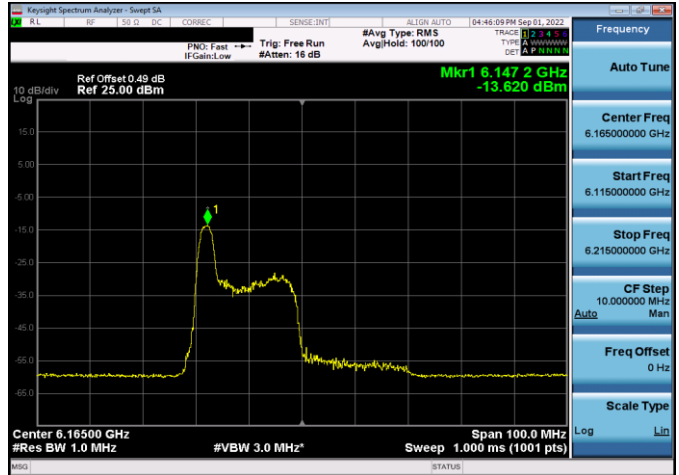 Keysight Spectrum Analyzer - Swept SA
RL RF 50 Ω DC CORREC SENSE:INT ALIGN AUTO 04:46:09 PM Sep 01, 2022
PNO: Fast
IFGain:Low
Trig: Free Run
#Atten: 16 dB
#Avg Type: RMS
Avg|Hold: 100/100
TRACE 1 2 3 4 5 6
TYPE A WWWWW
DET A P N N N N
Frequency
Mkr1 6.147 2 GHz
-13.620 dBm
Ref Offset 0.49 dB
10 dB/div Ref 25.00 dBm
Log
15.0
5.00
-5.00
-15.0
-25.0
-35.0
-45.0
-55.0
-65.0
1
Center 6.16500 GHz Span 100.0 MHz
#Res BW 1.0 MHz #VBW 3.0 MHz* Sweep 1.000 ms (1001 pts)
MSG STATUS
Auto Tune
Center Freq
6.165000000 GHz
Start Freq
6.115000000 GHz
Stop Freq
6.215000000 GHz
CF Step
10.000000 MHz
Auto Man
Freq Offset
0 Hz
Scale Type
Log Lin